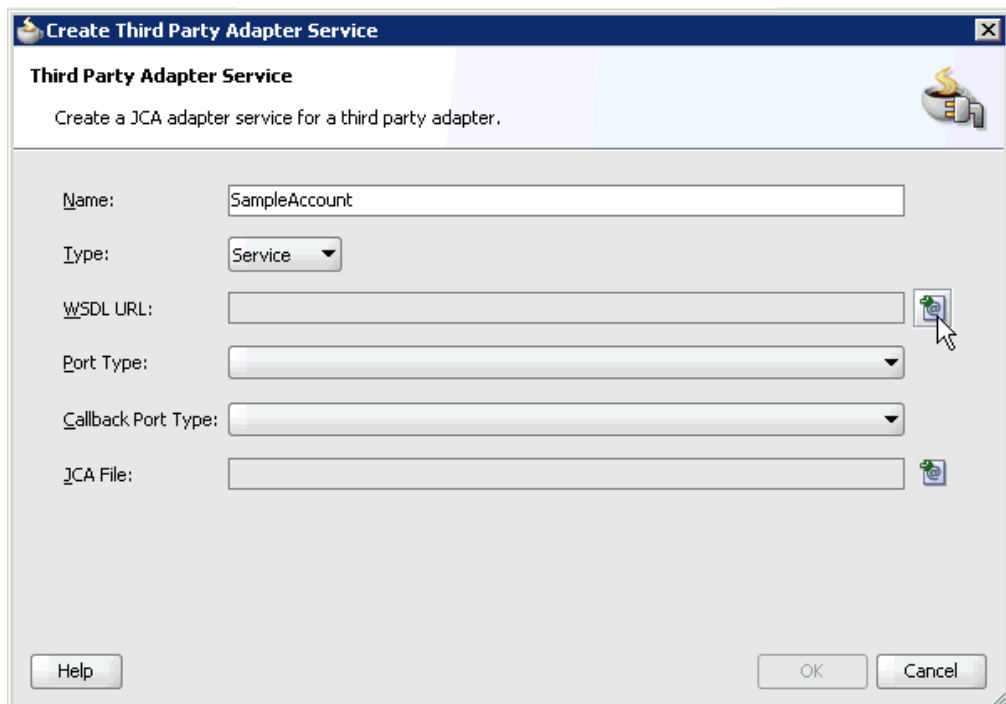 Create Third Party Adapter Service
Third Party Adapter Service
Create a JCA adapter service for a third party adapter.
Name: SampleAccount
Type: Service
WSDL URL:
Port Type:
Callback Port Type:
JCA File:
Help OK Cancel